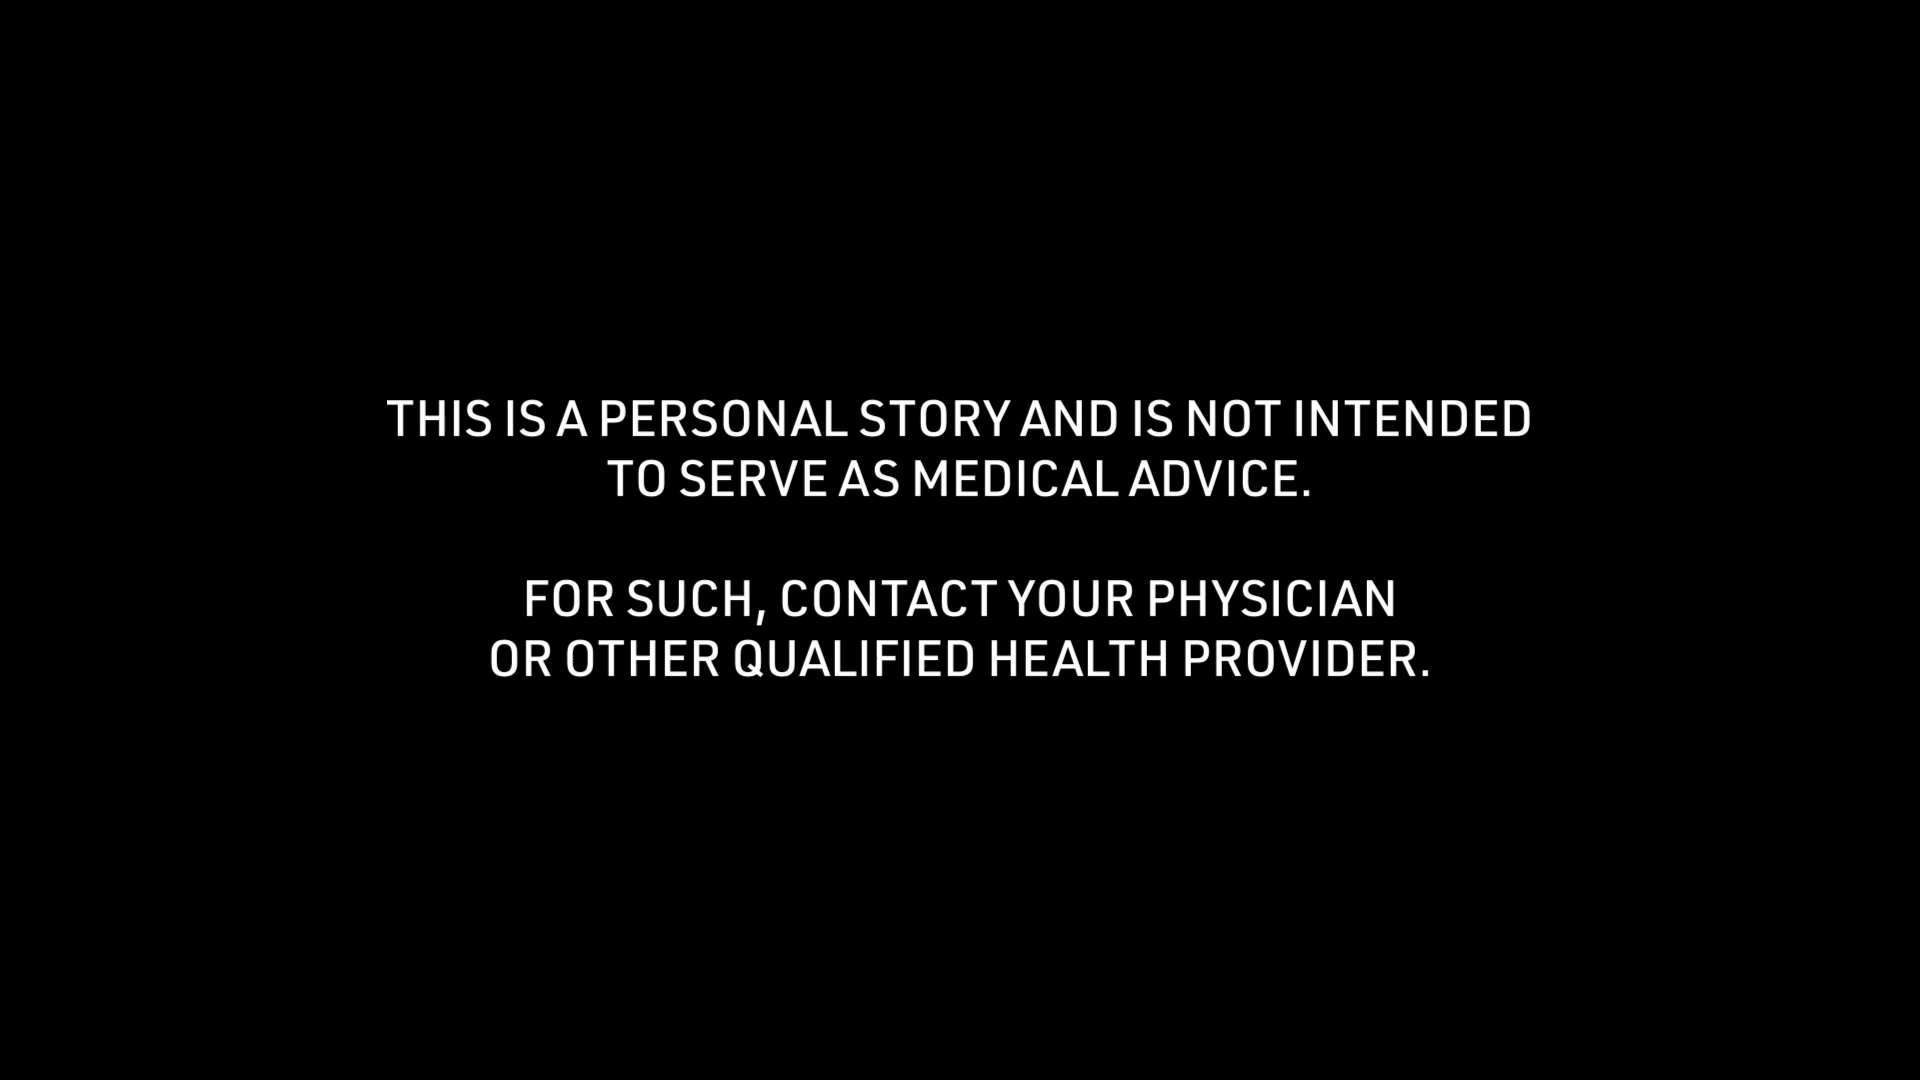 THIS IS A PERSONAL STORY AND IS NOT INTENDED
TO SERVE AS MEDICAL ADVICE.
FOR SUCH, CONTACT YOUR PHYSICIAN
OR OTHER QUALIFIED HEALTH PROVIDER.